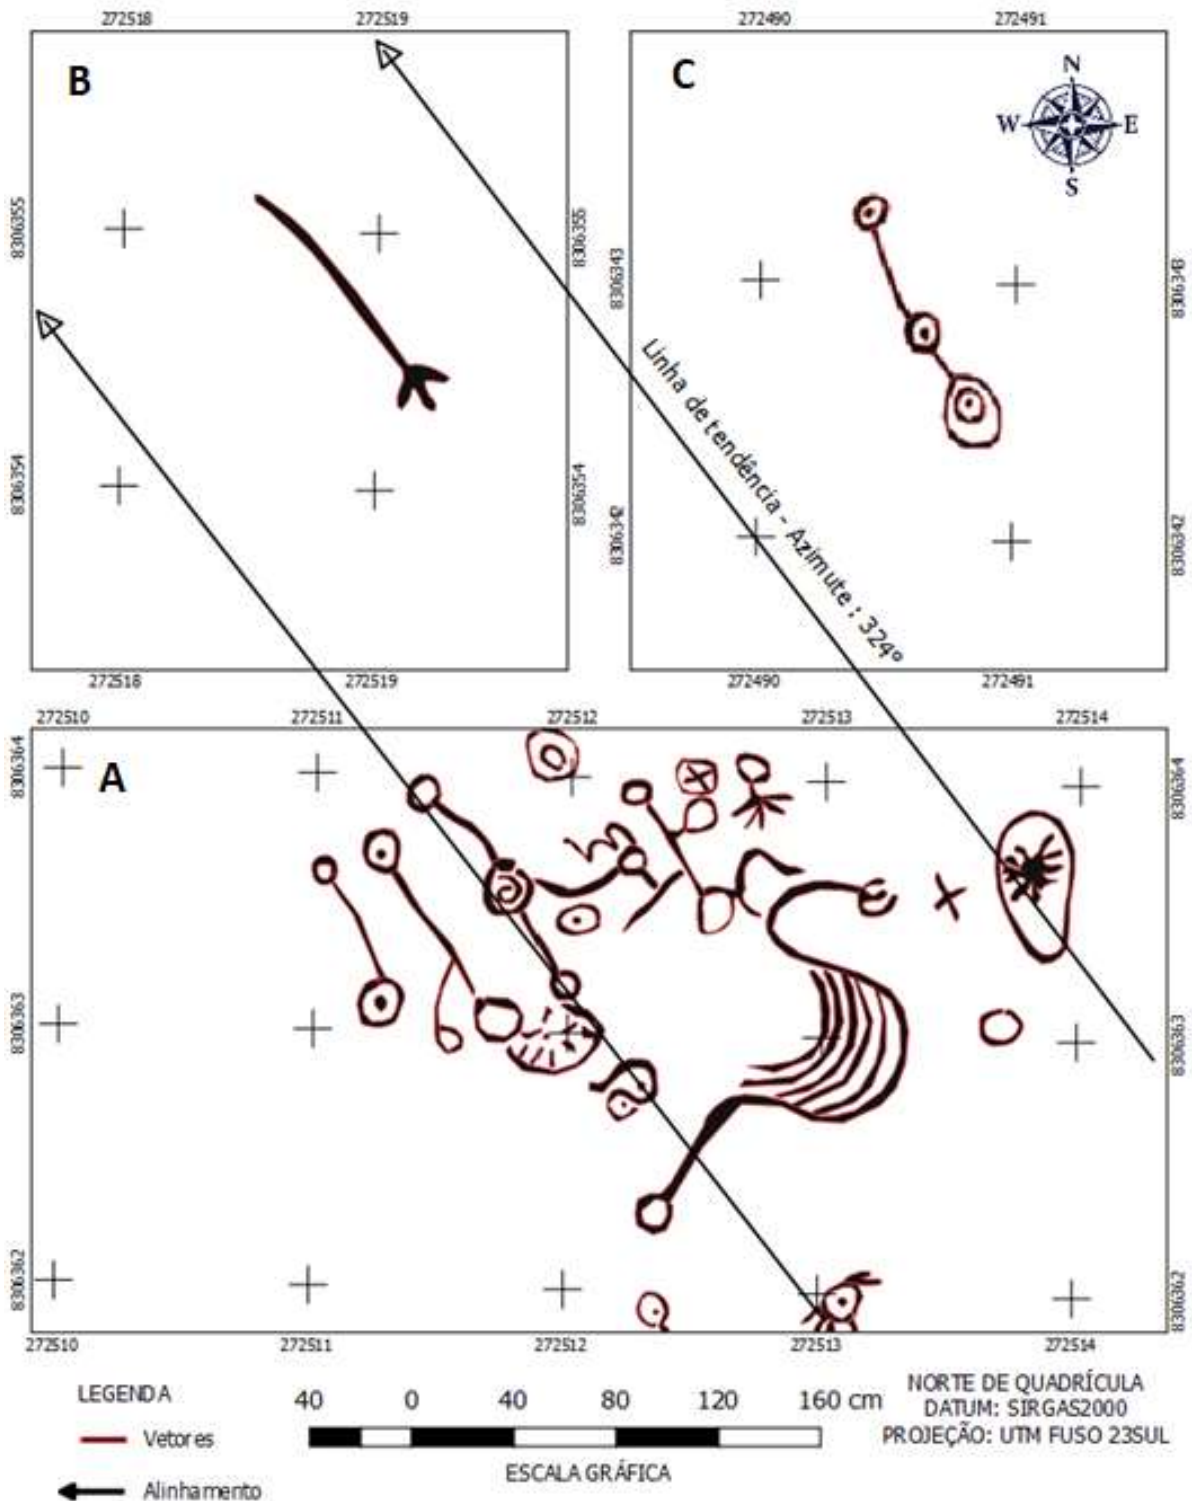 272518
272519
272490
272491
B
C
N
W
E
S
8306355
8306355
8306343
8306343
8306354
8306354
8306342
8306342
Linha de tendência - Azimute : 324º
272518
272519
272490
272491
272510
272511
272512
272513
272514
A
8306364
8306364
8306363
8306363
8306362
8306362
272510
272511
272512
272513
272514
LEGENDA
Vetores
Alinhamento
40 0 40 80 120 160 cm
ESCALA GRÁFICA
NORTE DE QUADRÍCULA
DATUM: SIRGAS2000
PROJEÇÃO: UTM FUSO 23SUL